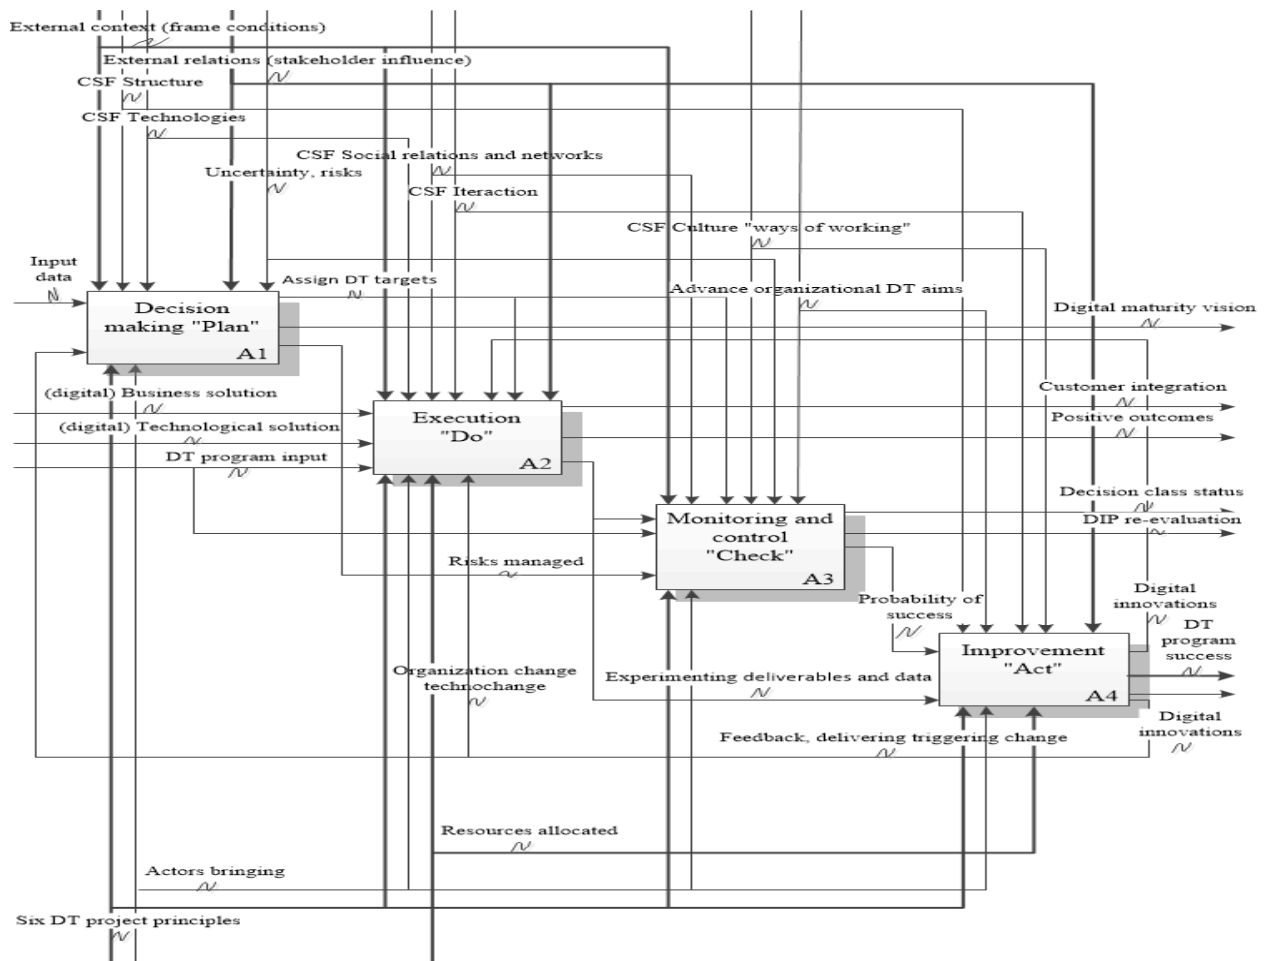 External context (frame conditions)
External relations (stakeholder influence)
CSF Structure
CSF Technologies
CSF Social relations and networks
Uncertainty, risks
CSF Iteraction
CSF Culture "ways of working"
Input
data
Assign DT targets
Advance organizational DT aims
Decision
making "Plan"
A1
Digital maturity vision
(digital) Business solution
Customer integration
Execution
"Do"
A2
Positive outcomes
(digital) Technological solution
DT program input
Decision class status
Monitoring and
control
"Check"
A3
DIP re-evaluation
Risks managed
Probability of
success
Digital
innovations
DT
program
success
Improvement
"Act"
A4
Organization change
technochange
Experimenting deliverables and data
Digital
innovations
Feedback, delivering triggering change
Resources allocated
Actors bringing
Six DT project principles